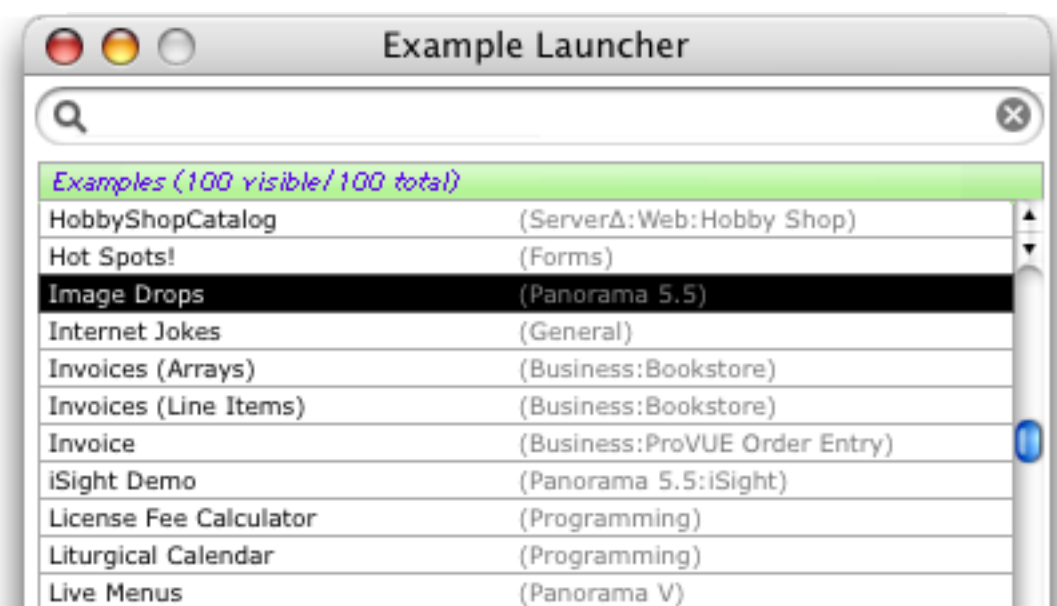 Example Launcher
Examples (100 visible/100 total)
HobbyShopCatalog (Server∆:Web:Hobby Shop)
Hot Spots! (Forms)
Image Drops (Panorama 5.5)
Internet Jokes (General)
Invoices (Arrays) (Business:Bookstore)
Invoices (Line Items) (Business:Bookstore)
Invoice (Business:ProVUE Order Entry)
iSight Demo (Panorama 5.5:iSight)
License Fee Calculator (Programming)
Liturgical Calendar (Programming)
Live Menus (Panorama V)